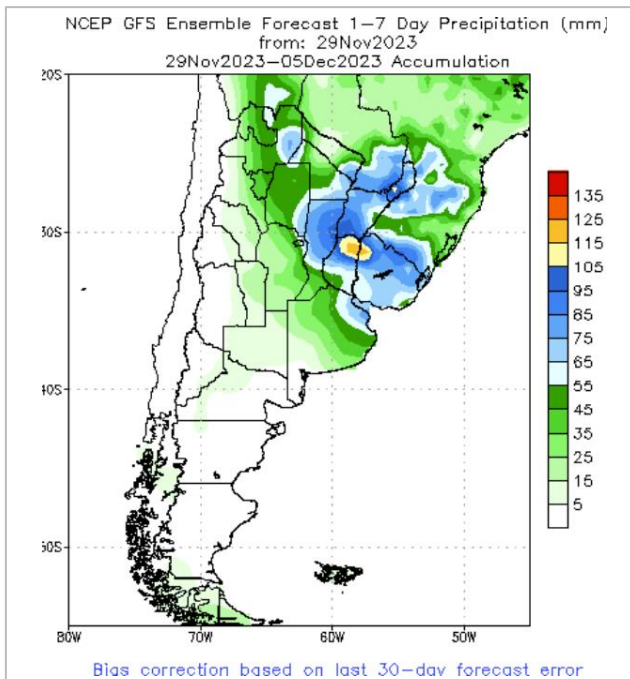 NCEP GFS Ensemble Forecast 1-7 Day Precipitation (mm)
from: 29Nov2023
29Nov2023-05Dec2023 Accumulation
20S
30S
40S
50S
80W
70W
60W
50W
135
125
115
105
95
85
75
65
55
45
35
25
15
5
Bias correction based on last 30-day forecast error